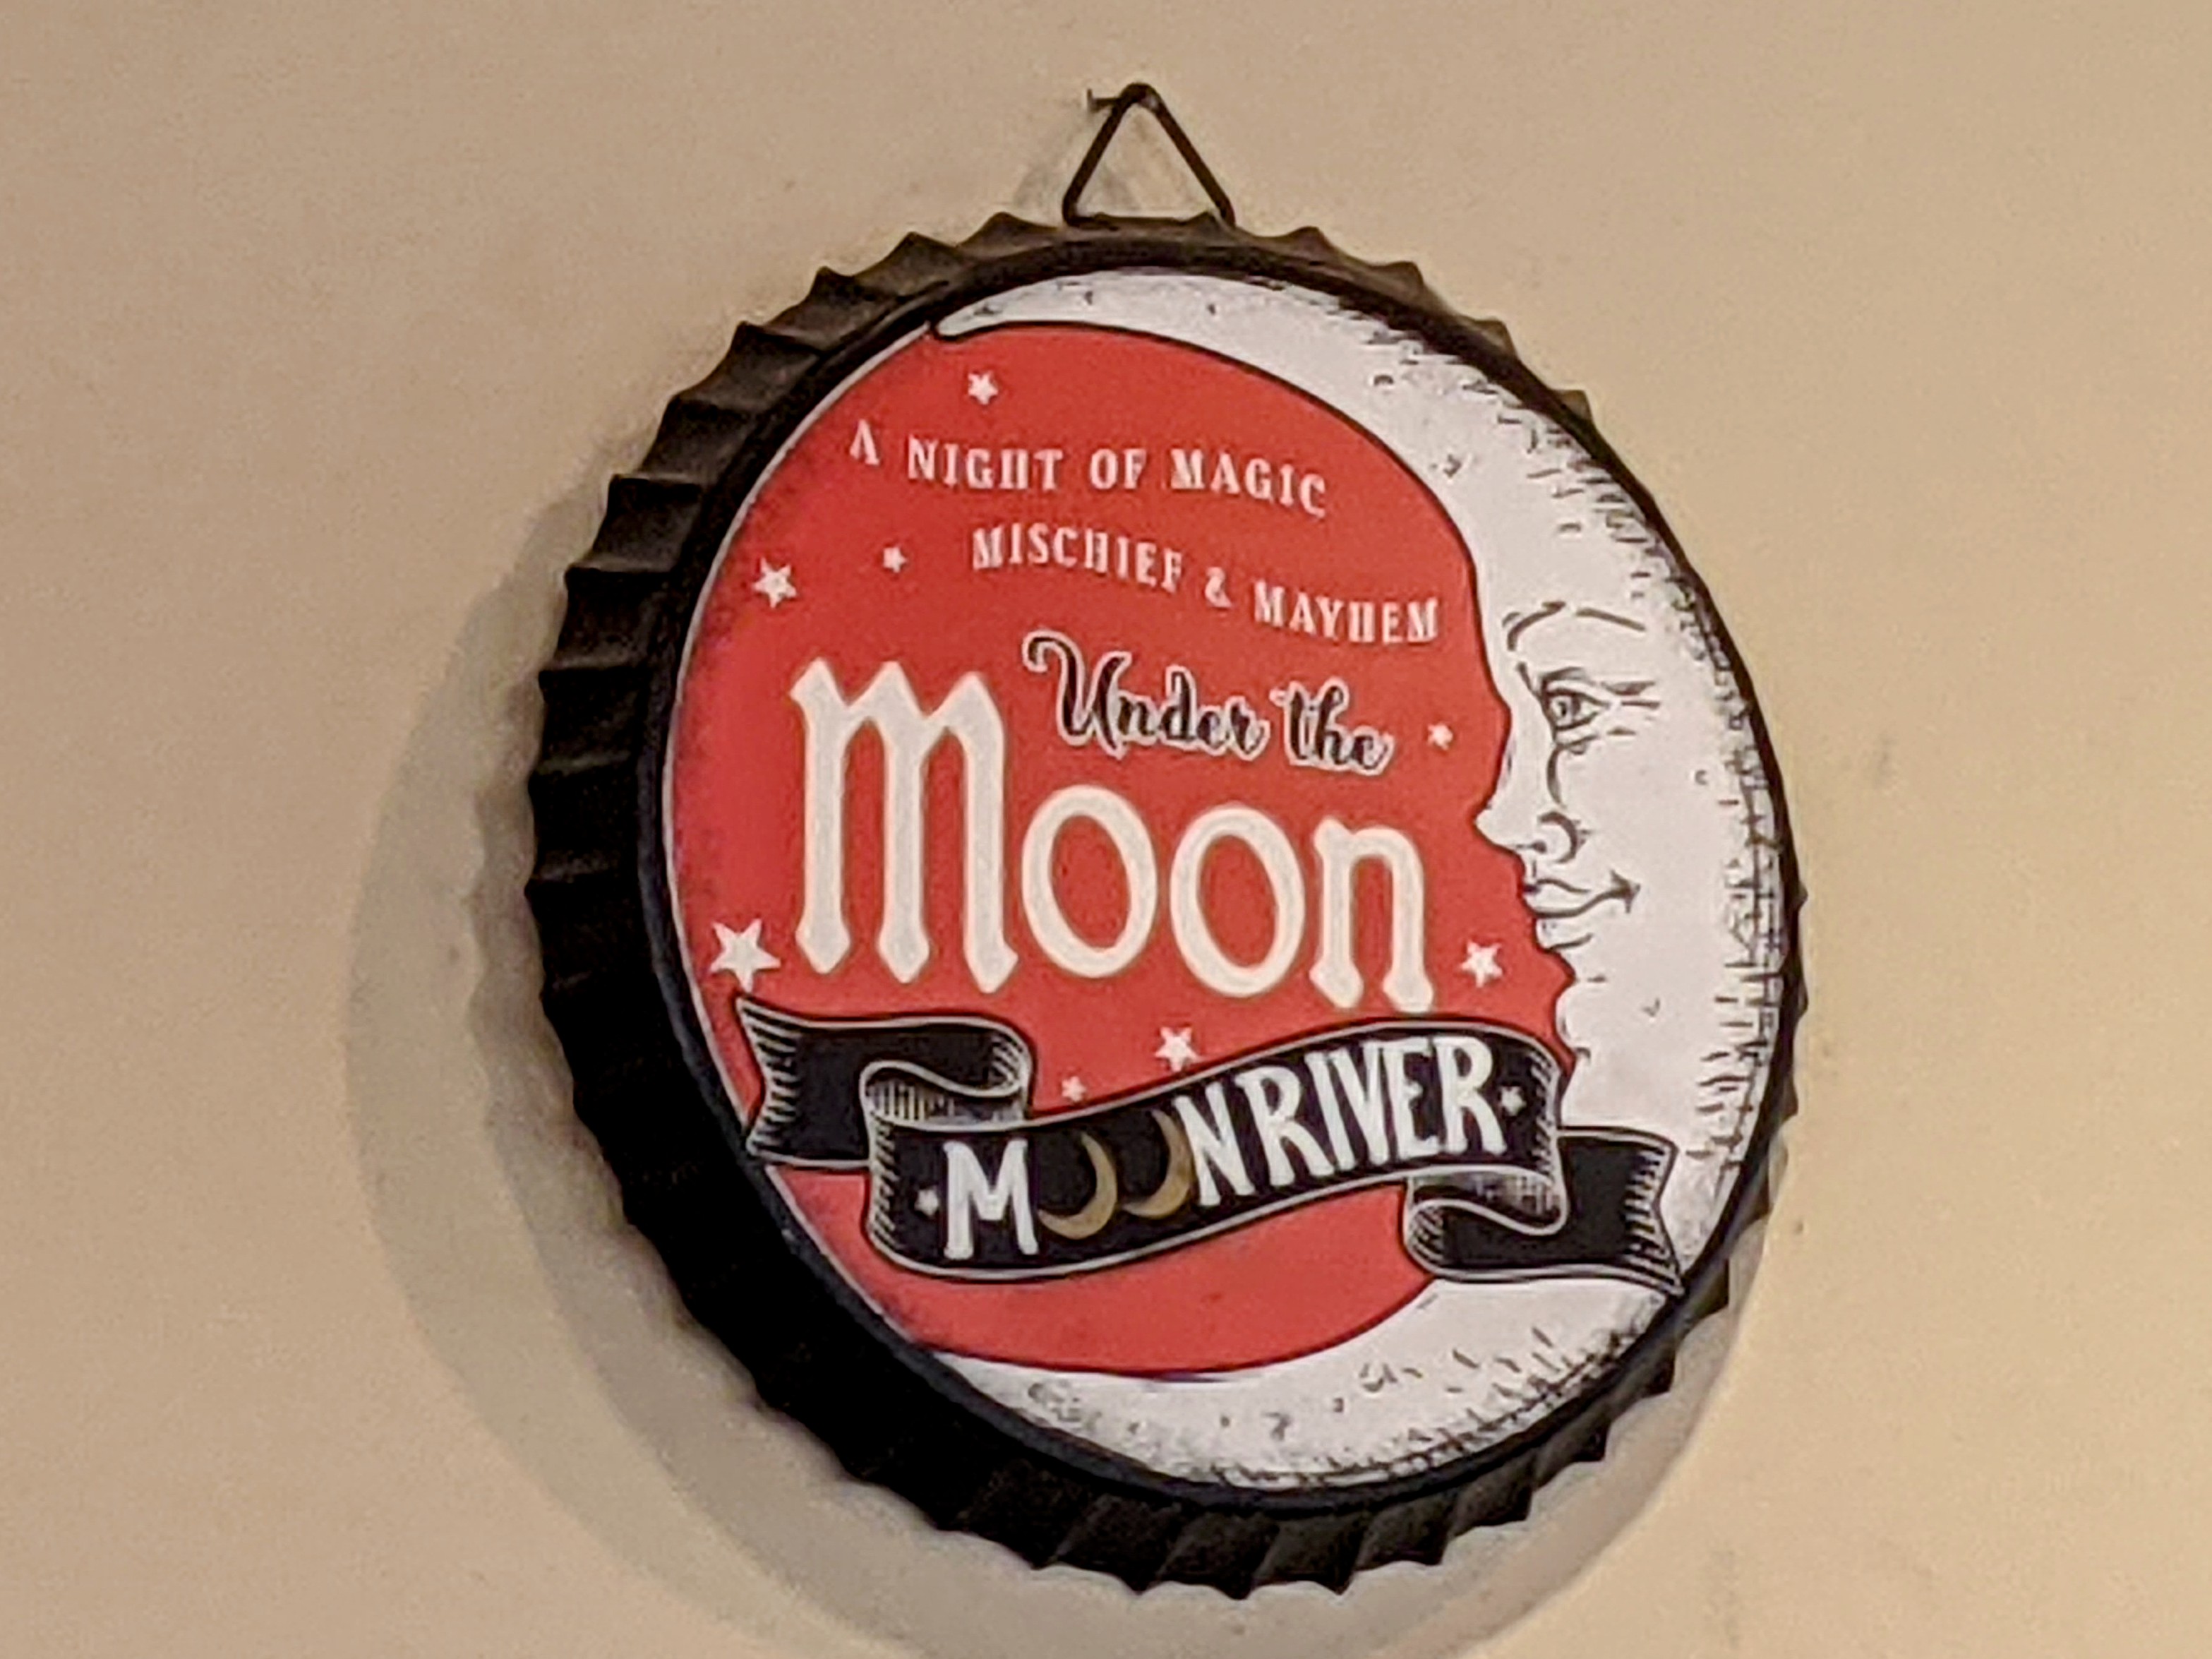 A NIGHT OF MAGIC
MISCHIEF & MAYHEM
Under the
Moon
MOONRIVER